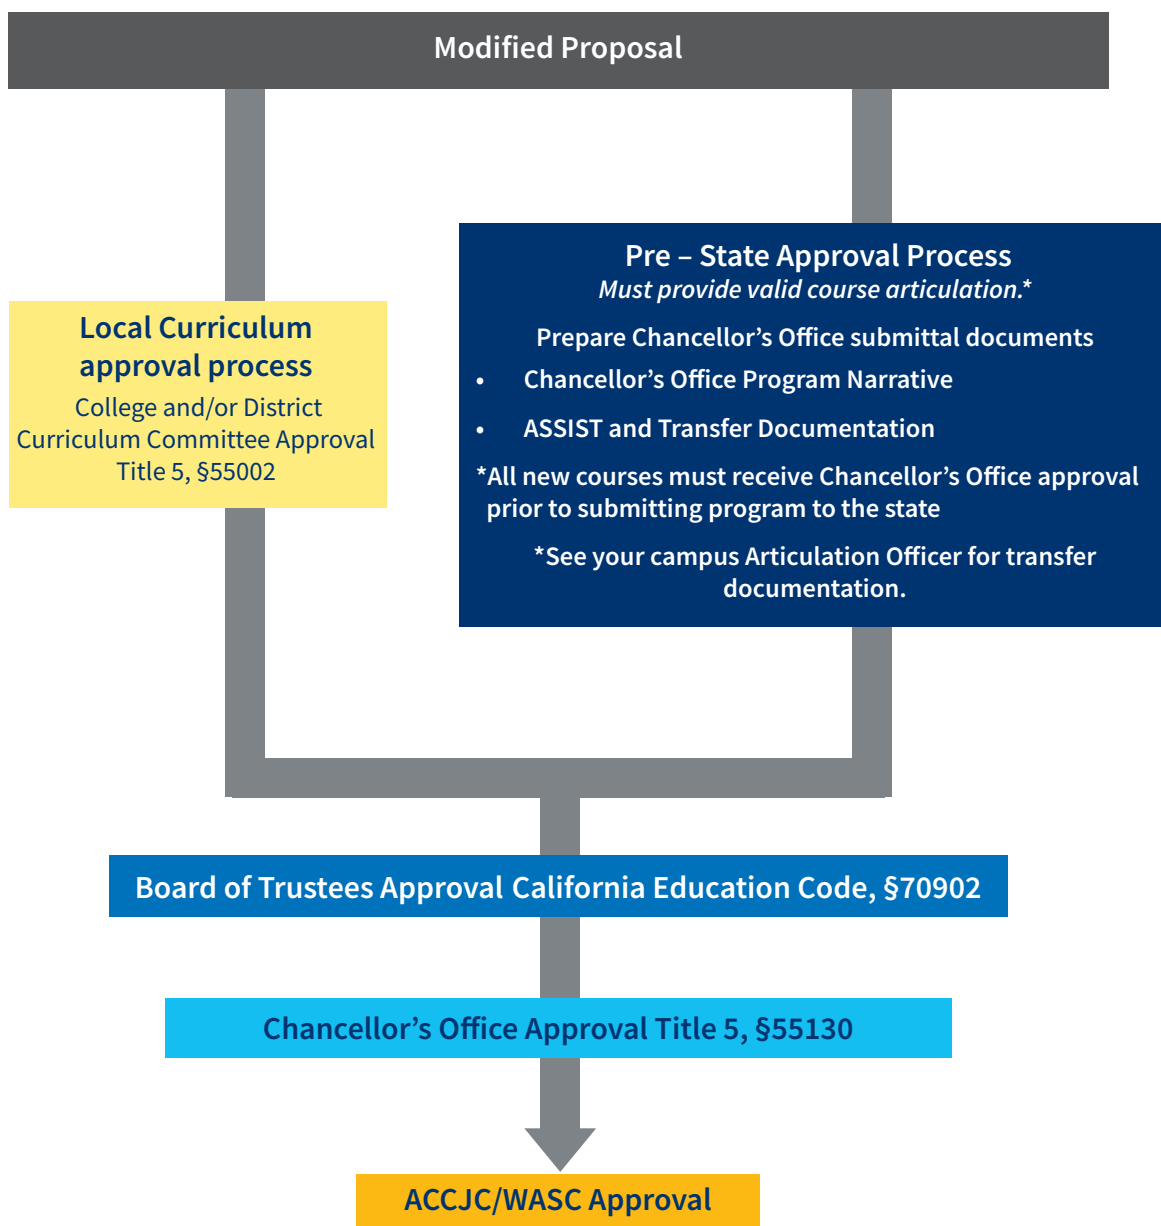 Modified Proposal
Local Curriculum
approval process
College and/or District
Curriculum Committee Approval
Title 5, §55002
Pre – State Approval Process
Must provide valid course articulation.*
Prepare Chancellor’s Office submittal documents
• Chancellor’s Office Program Narrative
• ASSIST and Transfer Documentation
*All new courses must receive Chancellor’s Office approval
prior to submitting program to the state
*See your campus Articulation Officer for transfer
documentation.
Board of Trustees Approval California Education Code, §70902
Chancellor’s Office Approval Title 5, §55130
ACCJC/WASC Approval